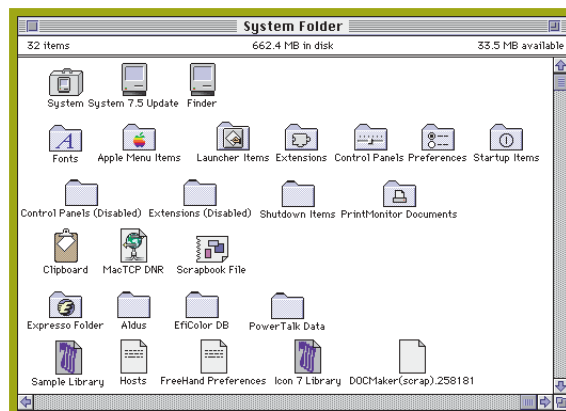 System Folder
32 items 662.4 MB in disk 33.5 MB available
System System 7.5 Update Finder
Fonts Apple Menu Items Launcher Items Extensions Control Panels Preferences Startup Items
Control Panels (Disabled) Extensions (Disabled) Shutdown Items PrintMonitor Documents
Clipboard MacTCP DNR Scrapbook File
Expresso Folder Aldus EfiColor DB PowerTalk Data
Sample Library Hosts FreeHand Preferences Icon 7 Library DOCMaker(scrap).258181